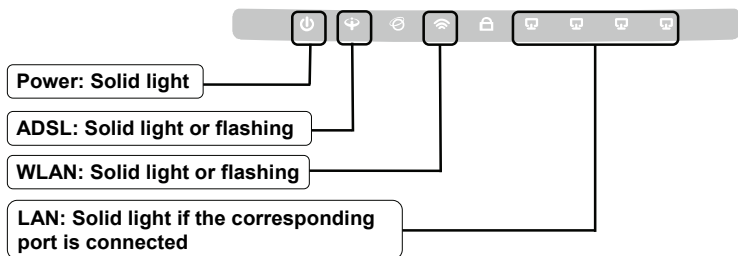 Power: Solid light
ADSL: Solid light or flashing
WLAN: Solid light or flashing
LAN: Solid light if the corresponding
port is connected